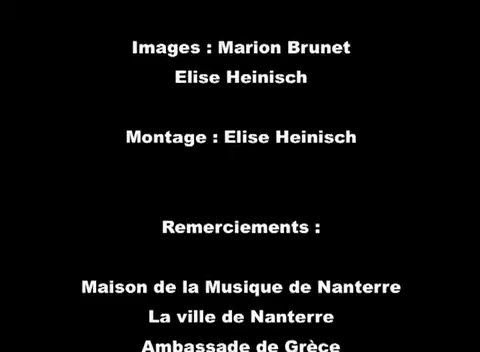 Images : Marion Brunet
Elise Heinisch
Montage : Elise Heinisch
Remerciements :
Maison de la Musique de Nanterre
La ville de Nanterre
Ambassade de Grèce